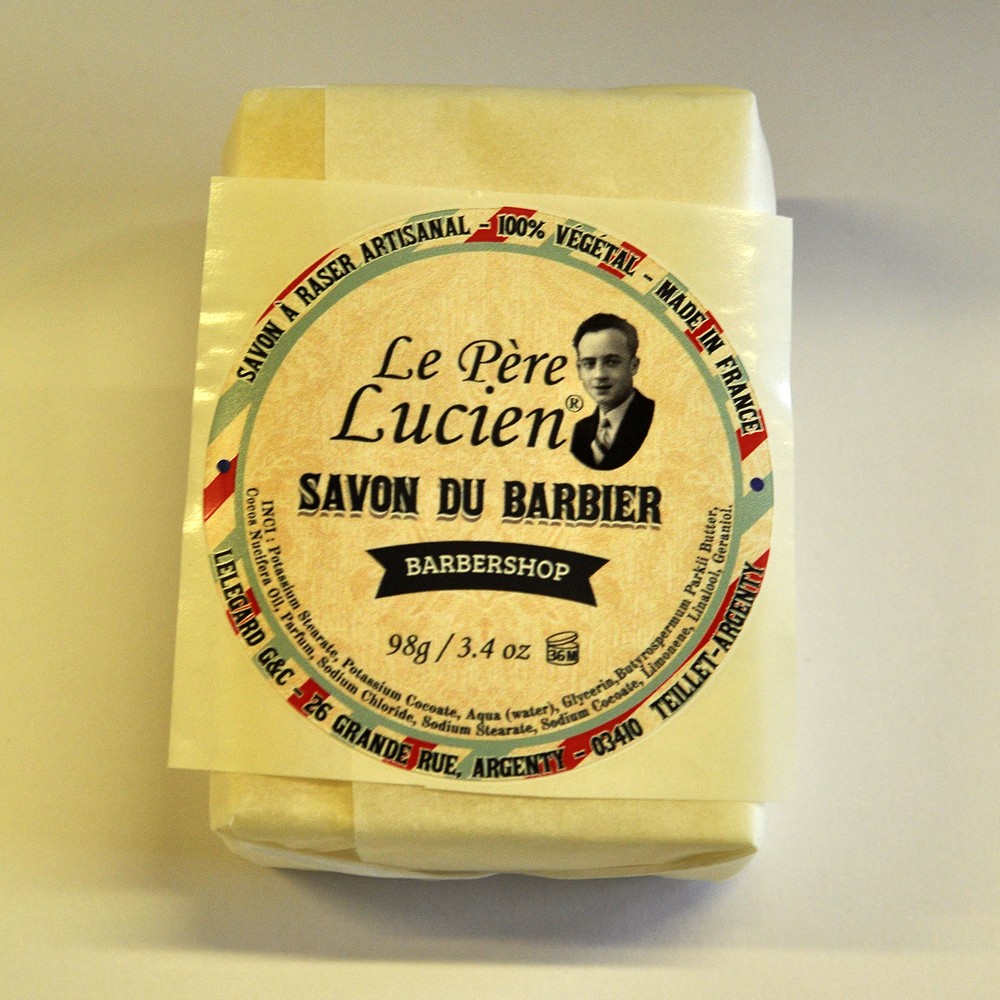 SAVON À RASER ARTISANAL - 100% VÉGÉTAL - MADE IN FRANCE
Le Père
Lucien®
SAVON DU BARBIER
BARBERSHOP
98g / 3.4 oz 36M
INCI : Potassium Stearate, Potassium Cocoate, Aqua (water), Glycerin,Butyrospermum Parkii Butter,
Cocos Nucifera Oil, Parfum, Sodium Chloride, Sodium Stearate, Sodium Cocoate, Limonene, Linalool, Geraniol.
LELEGARD G&C - 26 GRANDE RUE, ARGENTY - 03410 TEILLET-ARGENTY